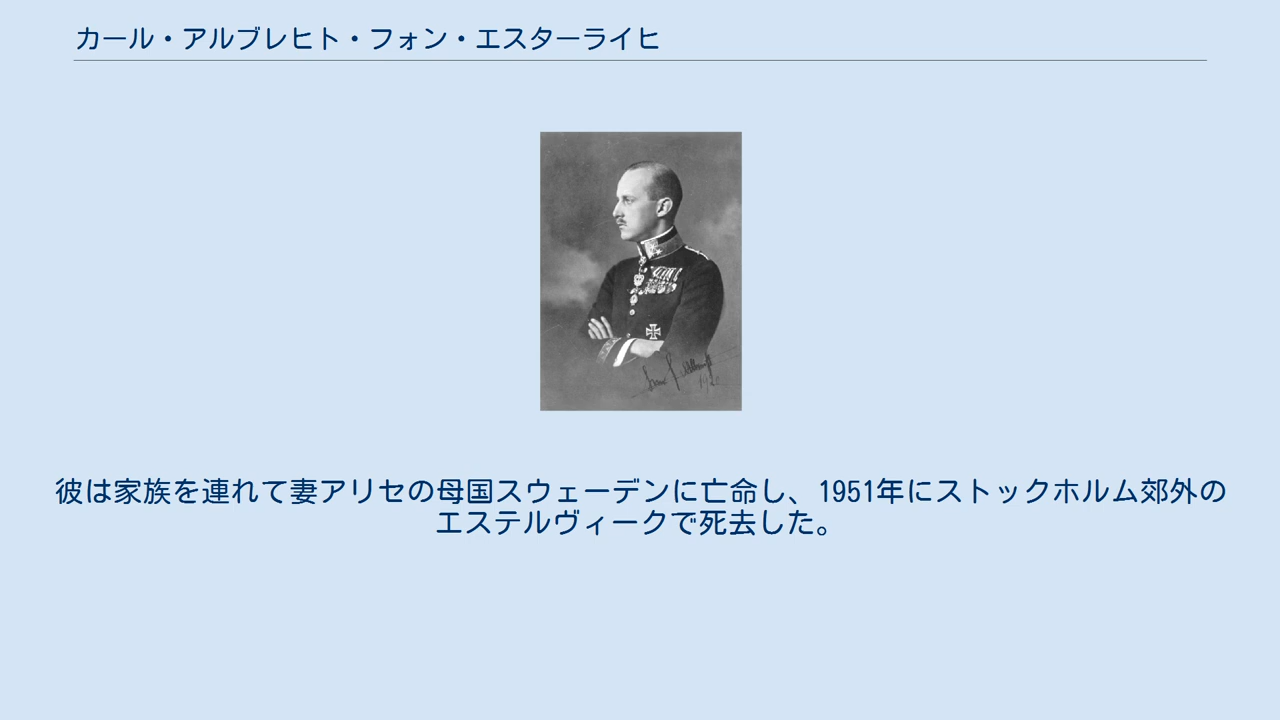 カール・アルブレヒト・フォン・エスターライヒ
彼は家族を連れて妻アリセの母国スウェーデンに亡命し、1951年にストックホルム郊外の
エステルヴィークで死去した。